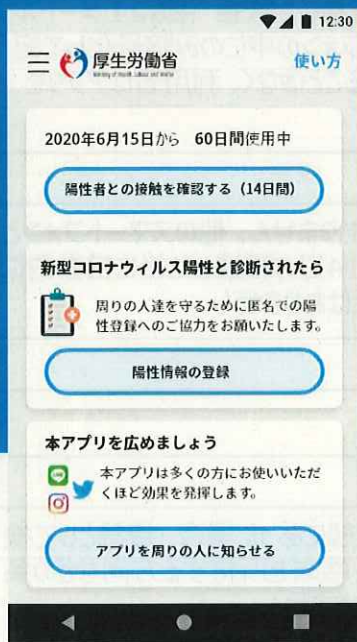 12:30
厚生労働省
Ministry of Health, Labour and Welfare
使い方
2020年6月15日から 60日間使用中
陽性者との接触を確認する（14日間）
新型コロナウィルス陽性と診断されたら
周りの人達を守るために匿名での陽
性登録へのご協力をお願いたします。
陽性情報の登録
本アプリを広めましょう
LINE
本アプリは多くの方にお使いいただ
くほど効果を発揮します。
アプリを周りの人に知らせる